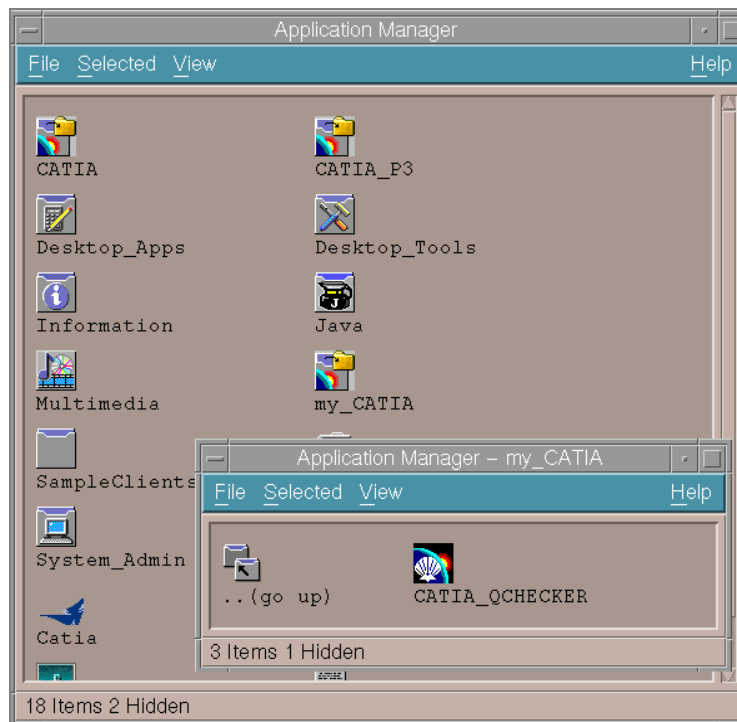 Application Manager
File Selected View Help
CATIA CATIA_P3
Desktop_Apps Desktop_Tools
Information Java
Multimedia my_CATIA
SampleClients
System_Admin
Catia
Application Manager – my_CATIA
File Selected View Help
..(go up) CATIA_QCHECKER
3 Items 1 Hidden
18 Items 2 Hidden